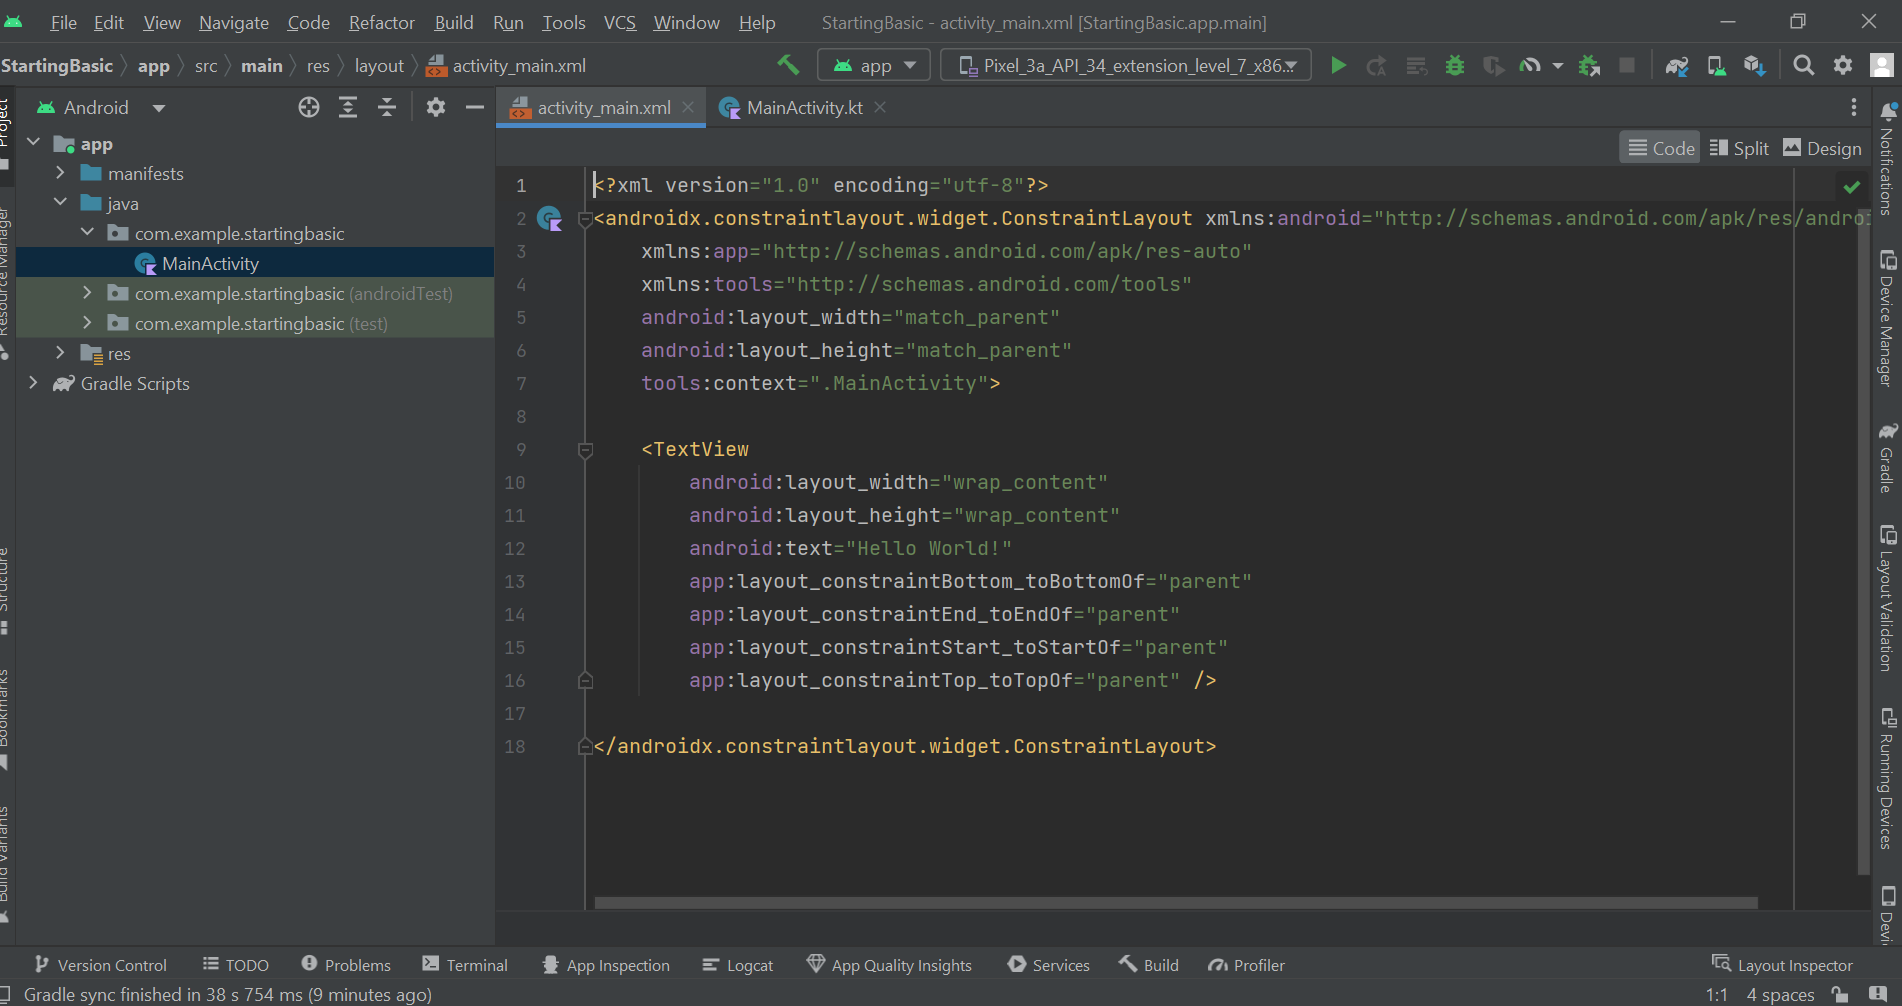 File Edit View Navigate Code Refactor Build Run Tools VCS Window Help StartingBasic - activity_main.xml [StartingBasic.app.main]
StartingBasic app src main res layout activity_main.xml app Pixel_3a_API_34_extension_level_7_x86...
Project
Android
activity_main.xml MainActivity.kt
Code Split Design
app
manifests
java
com.example.startingbasic
MainActivity
com.example.startingbasic (androidTest)
com.example.startingbasic (test)
res
Gradle Scripts
Resource Manager
Structure
Bookmarks
Build Variants
1 <?xml version="1.0" encoding="utf-8"?>
2 <androidx.constraintlayout.widget.ConstraintLayout xmlns:android="http://schemas.android.com/apk/res/androi
3 xmlns:app="http://schemas.android.com/apk/res-auto"
4 xmlns:tools="http://schemas.android.com/tools"
5 android:layout_width="match_parent"
6 android:layout_height="match_parent"
7 tools:context=".MainActivity">
8
9 <TextView
10 android:layout_width="wrap_content"
11 android:layout_height="wrap_content"
12 android:text="Hello World!"
13 app:layout_constraintBottom_toBottomOf="parent"
14 app:layout_constraintEnd_toEndOf="parent"
15 app:layout_constraintStart_toStartOf="parent"
16 app:layout_constraintTop_toTopOf="parent" />
17
18 </androidx.constraintlayout.widget.ConstraintLayout>
Notifications
Device Manager
Gradle
Layout Validation
Running Devices
Devi
Version Control TODO Problems Terminal App Inspection Logcat App Quality Insights Services Build Profiler Layout Inspector
Gradle sync finished in 38 s 754 ms (9 minutes ago) 1:1 4 spaces